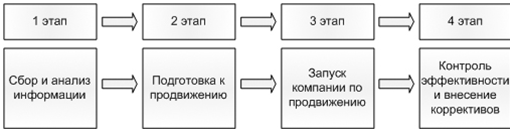 1 этап
2 этап
3 этап
4 этап
Сбор и анализ
информации
Подготовка к
продвижению
Запуск
компании по
продвижению
Контроль
эффективности
и внесение
коррективов